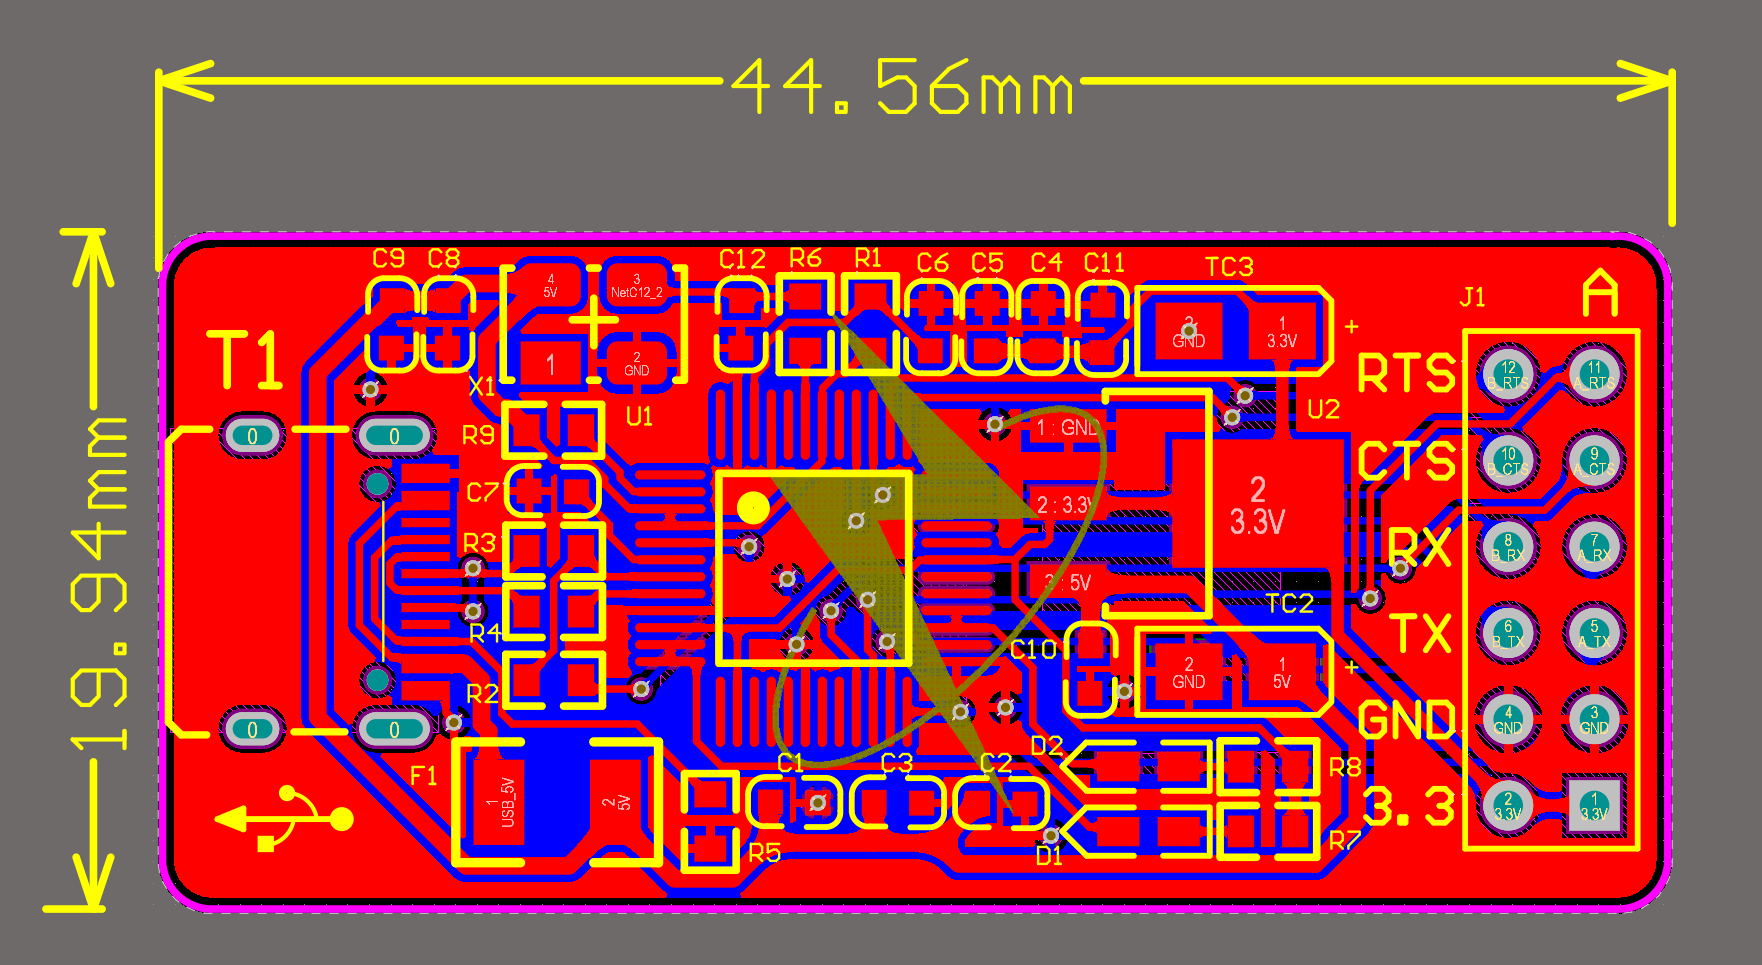 44.56mm
19.94mm
C9 C8 C12 R6 R1 C6 C5 C4 C11 TC3
A
J1
4
5V
3
NetC12_2
1
2
GND
2
GND
1
3.3V
+
T1
X1
U1
U2
R9
C7
R3
R4
R2
0
0
0
0
1 : GND
2 : 3.3V
3 : 5V
2
3.3V
TC2
C10
2
GND
1
5V
+
RTS
12
B_RTS
11
A_RTS
CTS
10
B_CTS
9
A_CTS
RX
8
B_RX
7
A_RX
TX
6
B_TX
5
A_TX
GND
4
GND
3
GND
3.3
2
3.3V
1
3.3V
F1
1
USB_5V
2
5V
R5
C1 C3 C2
D2
R8
D1
R7